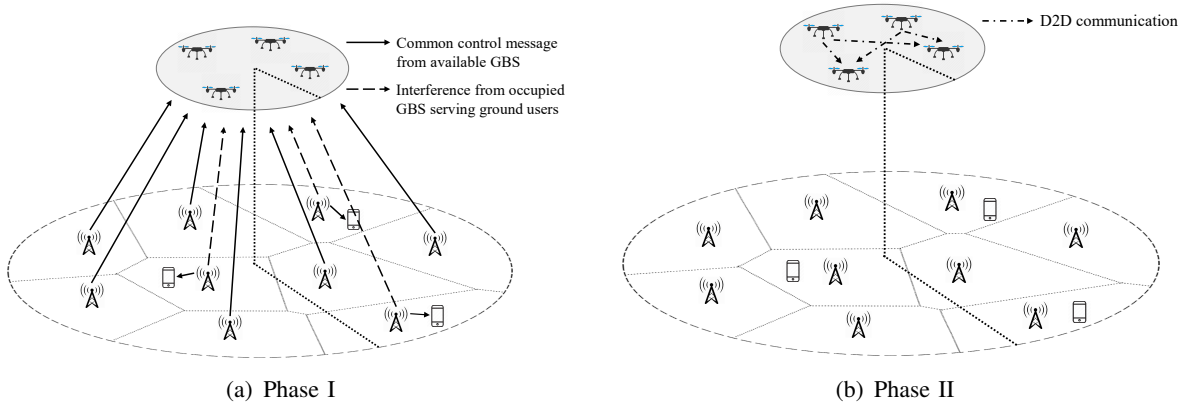 Common control message
from available GBS
Interference from occupied
GBS serving ground users
D2D communication
(a) Phase I
(b) Phase II